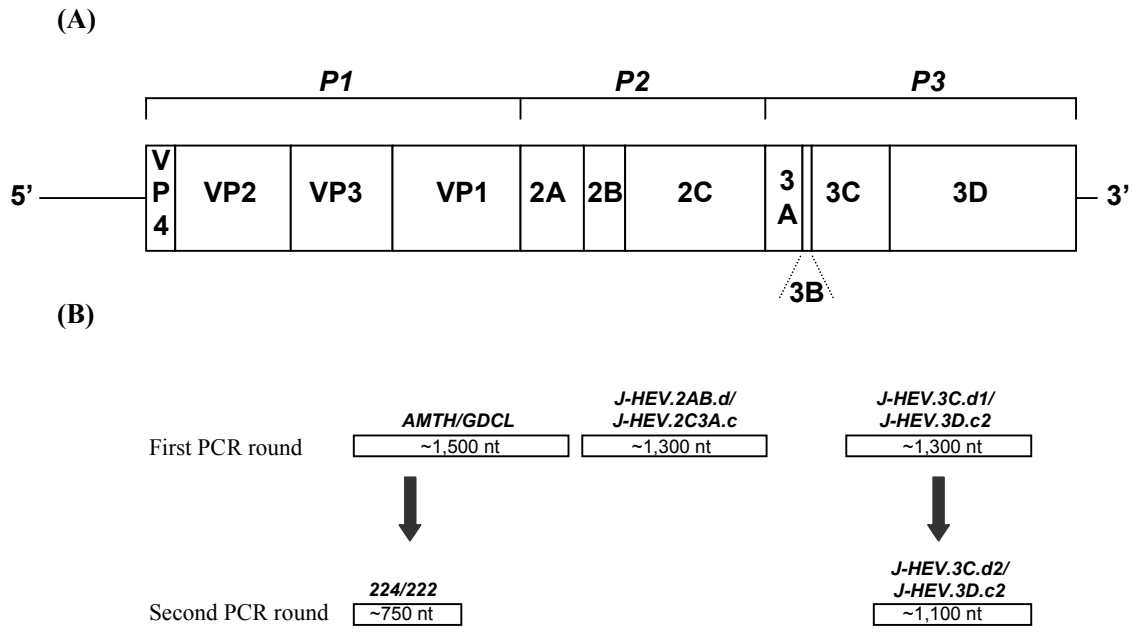 (A)
P1 P2 P3
5’ VP4 VP2 VP3 VP1 2A 2B 2C 3A 3C 3D 3’
3B
(B)
J-HEV.2AB.d/ J-HEV.3C.d1/
AMTH/GDCL J-HEV.2C3A.c J-HEV.3D.c2
First PCR round ~1,500 nt ~1,300 nt ~1,300 nt
J-HEV.3C.d2/
224/222 J-HEV.3D.c2
Second PCR round ~750 nt ~1,100 nt